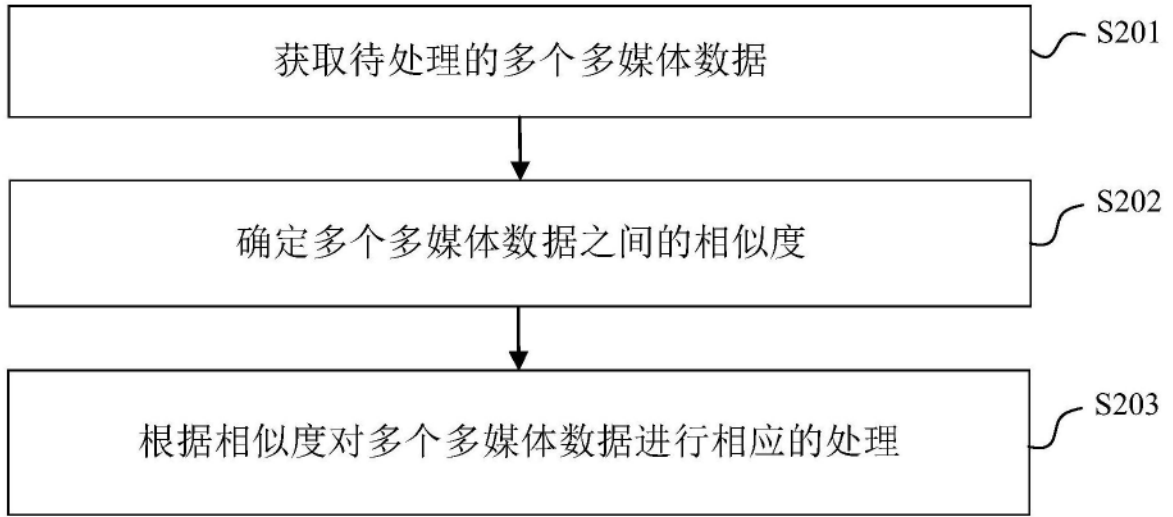 获取待处理的多个多媒体数据
S201
确定多个多媒体数据之间的相似度
S202
根据相似度对多个多媒体数据进行相应的处理
S203